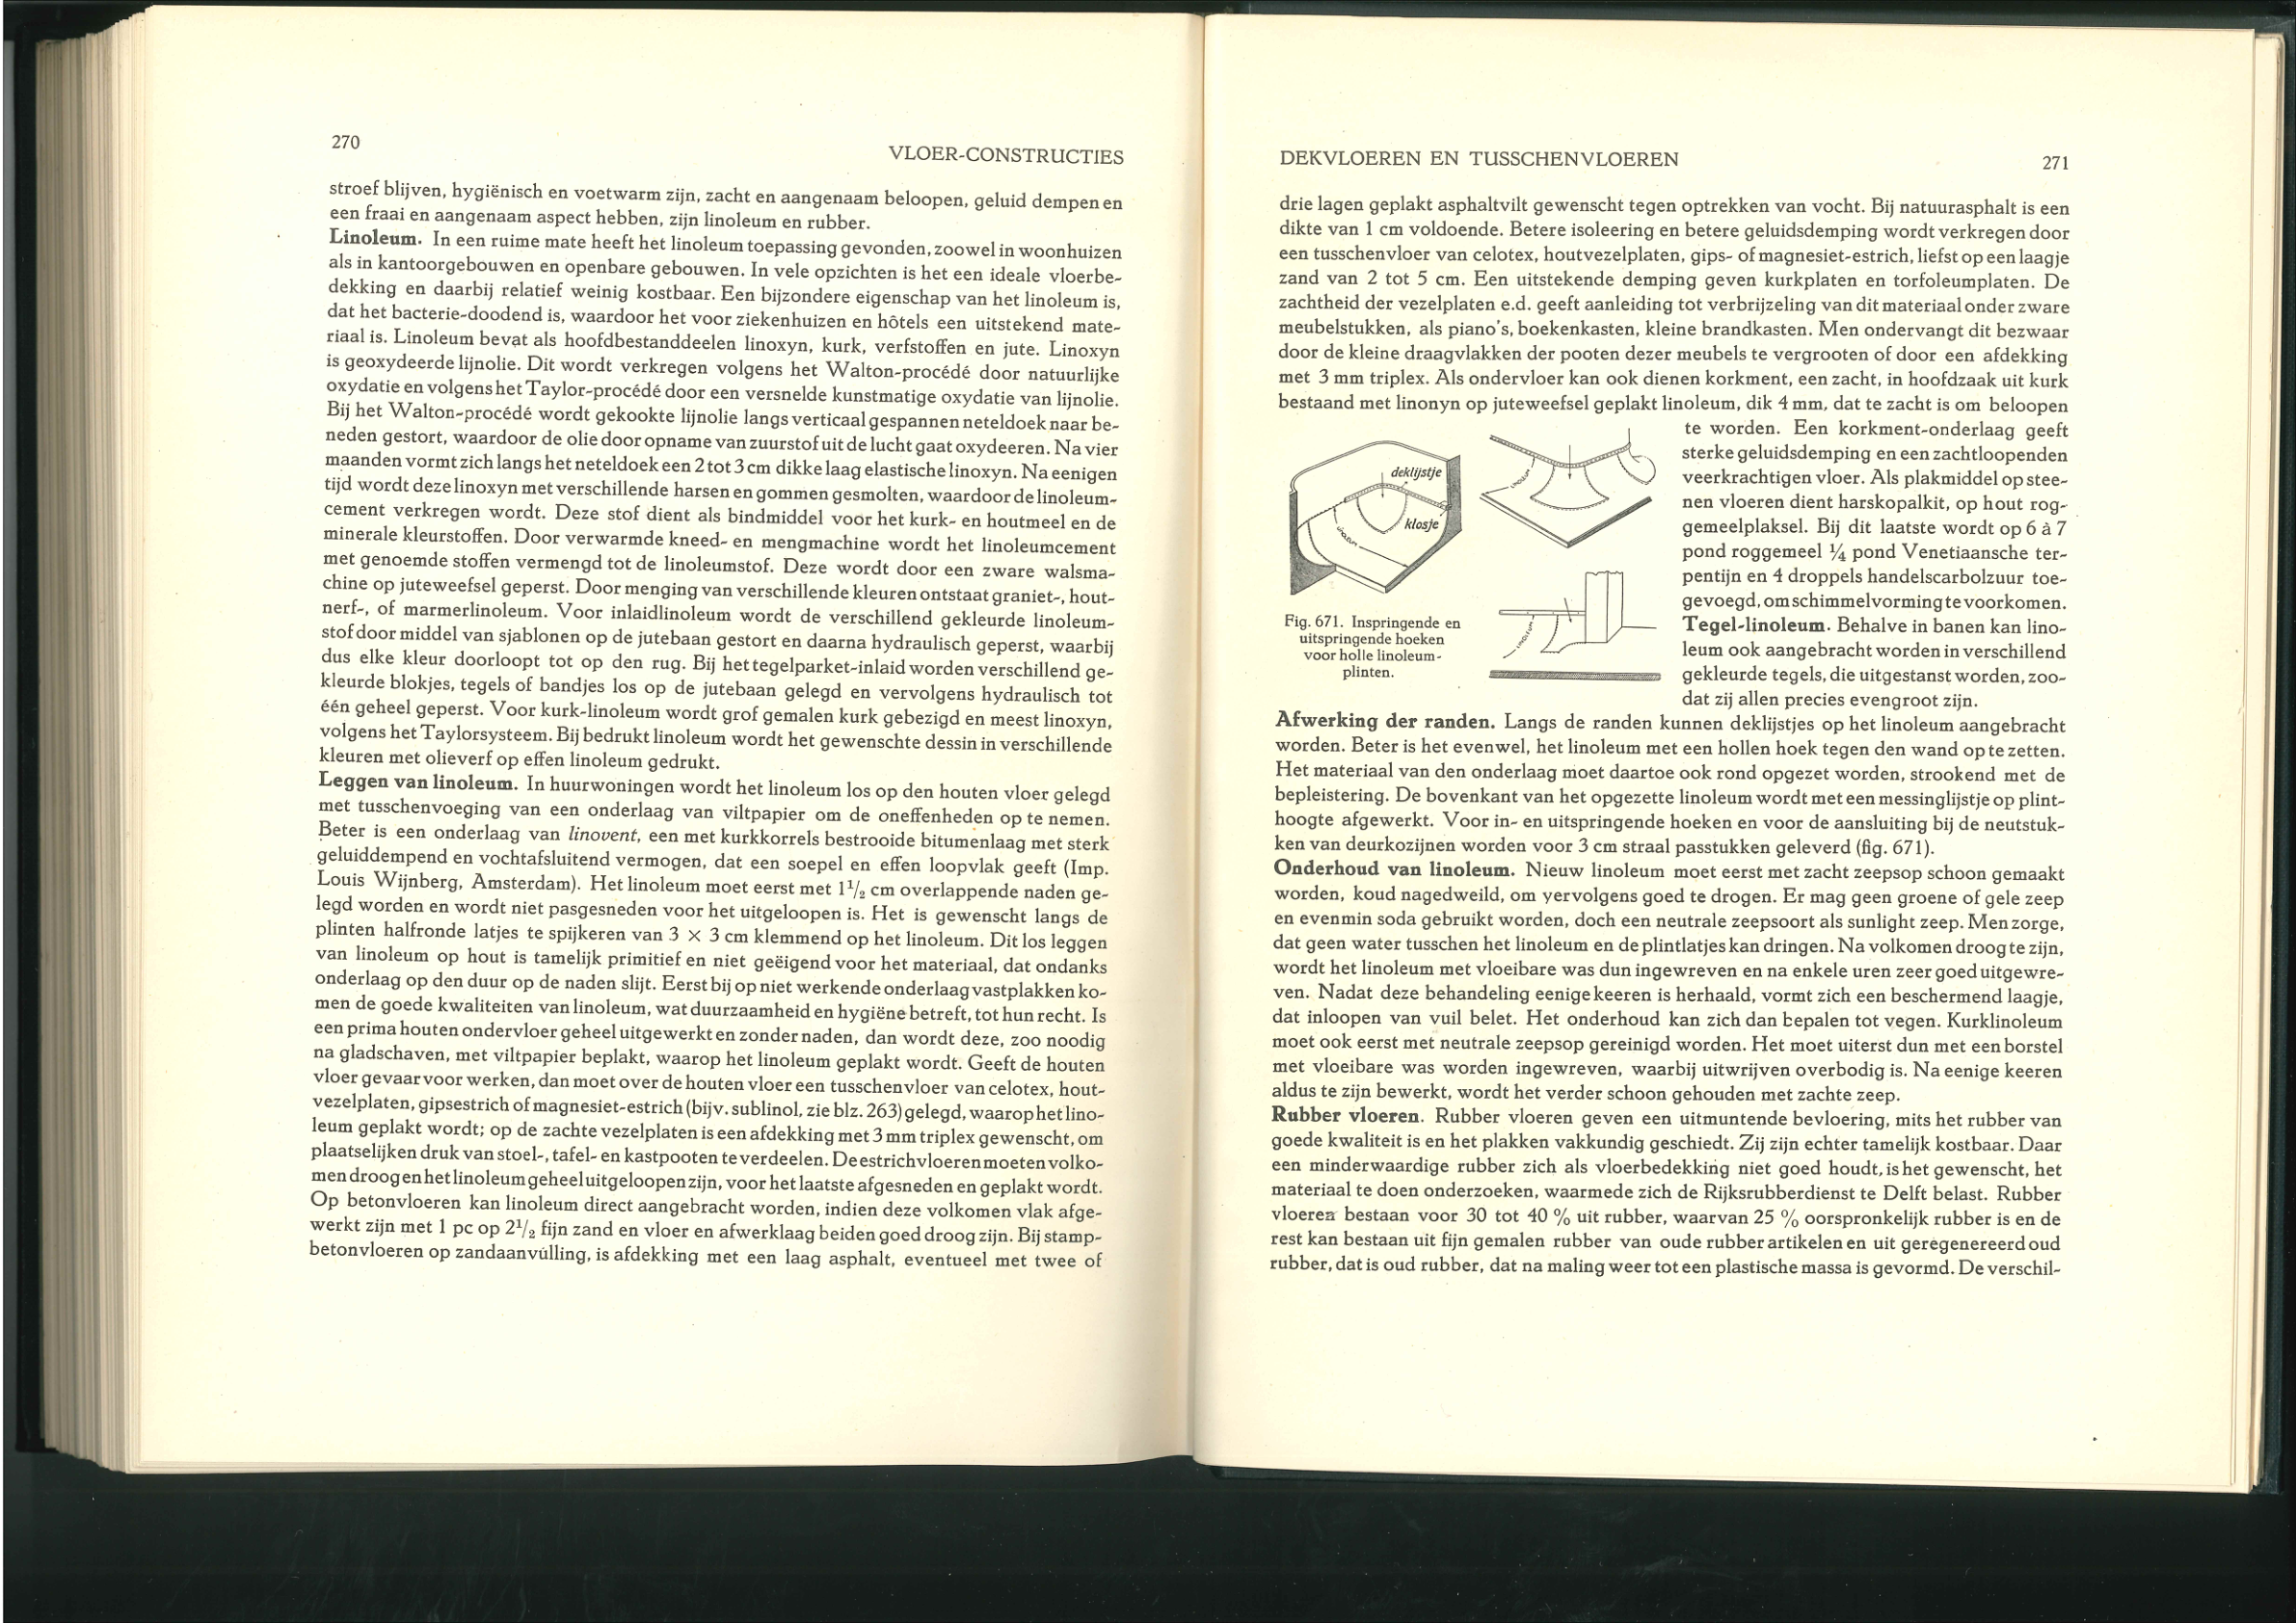 270
VLOER-CONSTRUCTIES
stroef blijven, hygiënisch en voetwarm zijn, zacht en aangenaam beloopen, geluid dempen en
een fraai en aangenaam aspect hebben, zijn linoleum en rubber.
Linoleum. In een ruime mate heeft het linoleum toepassing gevonden, zoowel in woonhuizen
als in kantoorgebouwen en openbare gebouwen. In vele opzichten is het een ideale vloerbe-
dekking en daarbij relatief weinig kostbaar. Een bijzondere eigenschap van het linoleum is,
dat het bacterie-doodend is, waardoor het voor ziekenhuizen en hôtels een uitstekend mate-
riaal is. Linoleum bevat als hoofdbestanddeelen linoxyn, kurk, verfstoffen en jute. Linoxyn
is geoxydeerde lijnolie. Dit wordt verkregen volgens het Walton-procédé door natuurlijke
oxydatie en volgens het Taylor-procédé door een versnelde kunstmatige oxydatie van lijnolie.
Bij het Walton-procédé wordt gekookte lijnolie langs verticaal gespannen neteldoek naar be-
neden gestort, waardoor de olie door opname van zuurstof uit de lucht gaat oxydeeren. Na vier
maanden vormt zich langs het neteldoek een 2 tot 3 cm dikke laag elastische linoxyn. Na eenigen
tijd wordt deze linoxyn met verschillende harsen en gommen gesmolten, waardoor de linoleum-
cement verkregen wordt. Deze stof dient als bindmiddel voor het kurk- en houtmeel en de
minerale kleurstoffen. Door verwarmde kneed- en mengmachine wordt het linoleumcement
met genoemde stoffen vermengd tot de linoleumstof. Deze wordt door een zware walsma-
chine op juteweefsel geperst. Door menging van verschillende kleuren ontstaat graniet-, hout-
nerf-, of marmerlinoleum. Voor inlaidlinoleum wordt de verschillend gekleurde linoleum-
stof door middel van sjablonen op de jutebaan gestort en daarna hydraulisch geperst, waarbij
dus elke kleur doorloopt tot op den rug. Bij het tegelparket-inlaid worden verschillend ge-
kleurde blokjes, tegels of bandjes los op de jutebaan gelegd en vervolgens hydraulisch tot
één geheel geperst. Voor kurk-linoleum wordt grof gemalen kurk gebezigd en meest linoxyn,
volgens het Taylorsysteem. Bij bedrukt linoleum wordt het gewenschte dessin in verschillende
kleuren met olieverf op effen linoleum gedrukt.
Leggen van linoleum. In huurwoningen wordt het linoleum los op den houten vloer gelegd
met tusschenvoeging van een onderlaag van viltpapier om de oneffenheden op te nemen.
Beter is een onderlaag van linovent, een met kurkkorrels bestrooide bitumenlaag met sterk
geluiddempend en vochtafsluitend vermogen, dat een soepel en effen loopvlak geeft (Imp.
Louis Wijnberg, Amsterdam). Het linoleum moet eerst met 1½ cm overlappende naden ge-
legd worden en wordt niet pasgesneden voor het uitgeloopen is. Het is gewenscht langs de
plinten halfronde latjes te spijkeren van 3 × 3 cm klemmend op het linoleum. Dit los leggen
van linoleum op hout is tamelijk primitief en niet geëigend voor het materiaal, dat ondanks
onderlaag op den duur op de naden slijt. Eerst bij op niet werkende onderlaag vastplakken ko-
men de goede kwaliteiten van linoleum, wat duurzaamheid en hygiëne betreft, tot hun recht. Is
een prima houten ondervloer geheel uitgewerkt en zonder naden, dan wordt deze, zoo noodig
na gladschaven, met viltpapier beplakt, waarop het linoleum geplakt wordt. Geeft de houten
vloer gevaar voor werken, dan moet over de houten vloer een tusschenvloer van celotex, hout-
vezelplaten, gipsestrich of magnesiet-estrich (bijv. sublinol, zie blz. 263) gelegd, waarop het lino-
leum geplakt wordt; op de zachte vezelplaten is een afdekking met 3 mm triplex gewenscht, om
plaatselijken druk van stoel-, tafel- en kastpooten te verdeelen. De estrichvloeren moeten volko-
men droog en het linoleum geheel uitgeloopen zijn, voor het laatste afgesneden en geplakt wordt.
Op betonvloeren kan linoleum direct aangebracht worden, indien deze volkomen vlak afge-
werkt zijn met 1 pc op 2½ fijn zand en vloer en afwerklaag beiden goed droog zijn. Bij stamp-
betonvloeren op zandaanvulling, is afdekking met een laag asphalt, eventueel met twee of
DEKVLOEREN EN TUSSCHENVLOEREN
271
drie lagen geplakt asphaltvilt gewenscht tegen optrekken van vocht. Bij natuurasphalt is een
dikte van 1 cm voldoende. Betere isoleering en betere geluidsdemping wordt verkregen door
een tusschenvloer van celotex, houtvezelplaten, gips- of magnesiet-estrich, liefst op een laagje
zand van 2 tot 5 cm. Een uitstekende demping geven kurkplaten en torfoleumplaten. De
zachtheid der vezelplaten e.d. geeft aanleiding tot verbrijzeling van dit materiaal onder zware
meubelstukken, als piano's, boekenkasten, kleine brandkasten. Men ondervangt dit bezwaar
door de kleine draagvlakken der pooten dezer meubels te vergrooten of door een afdekking
met 3 mm triplex. Als ondervloer kan ook dienen korkment, een zacht, in hoofdzaak uit kurk
bestaand met linonyn op juteweefsel geplakt linoleum, dik 4 mm, dat te zacht is om beloopen
te worden. Een korkment-onderlaag geeft
sterke geluidsdemping en een zachtloopenden
veerkrachtigen vloer. Als plakmiddel op stee-
nen vloeren dient harskopalkit, op hout rog-
gemeelplaksel. Bij dit laatste wordt op 6 à 7
pond roggemeel ¼ pond Venetiaansche ter-
pentijn en 4 droppels handelscarbolzuur toe-
gevoegd, om schimmelvorming te voorkomen.
deklijstje
klosje
LINOLEUM
LINOLEUM
LINOLEUM
Fig. 671. Inspringende en
uitspringende hoeken
voor holle linoleum-
plinten.
Tegel-linoleum. Behalve in banen kan lino-
leum ook aangebracht worden in verschillend
gekleurde tegels, die uitgestanst worden, zoo-
dat zij allen precies evengroot zijn.
Afwerking der randen. Langs de randen kunnen deklijstjes op het linoleum aangebracht
worden. Beter is het evenwel, het linoleum met een hollen hoek tegen den wand op te zetten.
Het materiaal van den onderlaag moet daartoe ook rond opgezet worden, strookend met de
bepleistering. De bovenkant van het opgezette linoleum wordt met een messinglijstje op plint-
hoogte afgewerkt. Voor in- en uitspringende hoeken en voor de aansluiting bij de neutstuk-
ken van deurkozijnen worden voor 3 cm straal passtukken geleverd (fig. 671).
Onderhoud van linoleum. Nieuw linoleum moet eerst met zacht zeepsop schoon gemaakt
worden, koud nagedweild, om yervolgens goed te drogen. Er mag geen groene of gele zeep
en evenmin soda gebruikt worden, doch een neutrale zeepsoort als sunlight zeep. Men zorge,
dat geen water tusschen het linoleum en de plintlatjes kan dringen. Na volkomen droog te zijn,
wordt het linoleum met vloeibare was dun ingewreven en na enkele uren zeer goed uitgewre-
ven. Nadat deze behandeling eenige keeren is herhaald, vormt zich een beschermend laagje,
dat inloopen van vuil belet. Het onderhoud kan zich dan bepalen tot vegen. Kurklinoleum
moet ook eerst met neutrale zeepsop gereinigd worden. Het moet uiterst dun met een borstel
met vloeibare was worden ingewreven, waarbij uitwrijven overbodig is. Na eenige keeren
aldus te zijn bewerkt, wordt het verder schoon gehouden met zachte zeep.
Rubber vloeren. Rubber vloeren geven een uitmuntende bevloering, mits het rubber van
goede kwaliteit is en het plakken vakkundig geschiedt. Zij zijn echter tamelijk kostbaar. Daar
een minderwaardige rubber zich als vloerbedekking niet goed houdt, is het gewenscht, het
materiaal te doen onderzoeken, waarmede zich de Rijksrubberdienst te Delft belast. Rubber
vloeren bestaan voor 30 tot 40 % uit rubber, waarvan 25 % oorspronkelijk rubber is en de
rest kan bestaan uit fijn gemalen rubber van oude rubberartikelen en uit geregenereerd oud
rubber, dat is oud rubber, dat na maling weer tot een plastische massa is gevormd. De verschil-